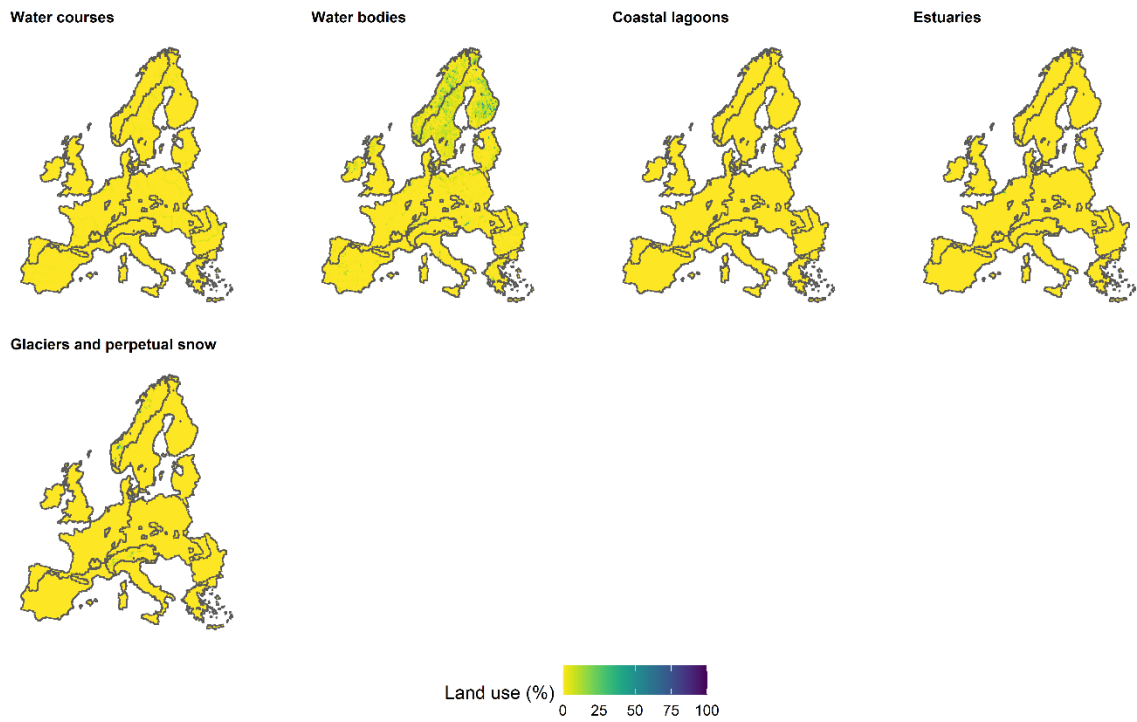 Water courses
Water bodies
Coastal lagoons
Estuaries
Glaciers and perpetual snow
Land use (%)
0 25 50 75 100